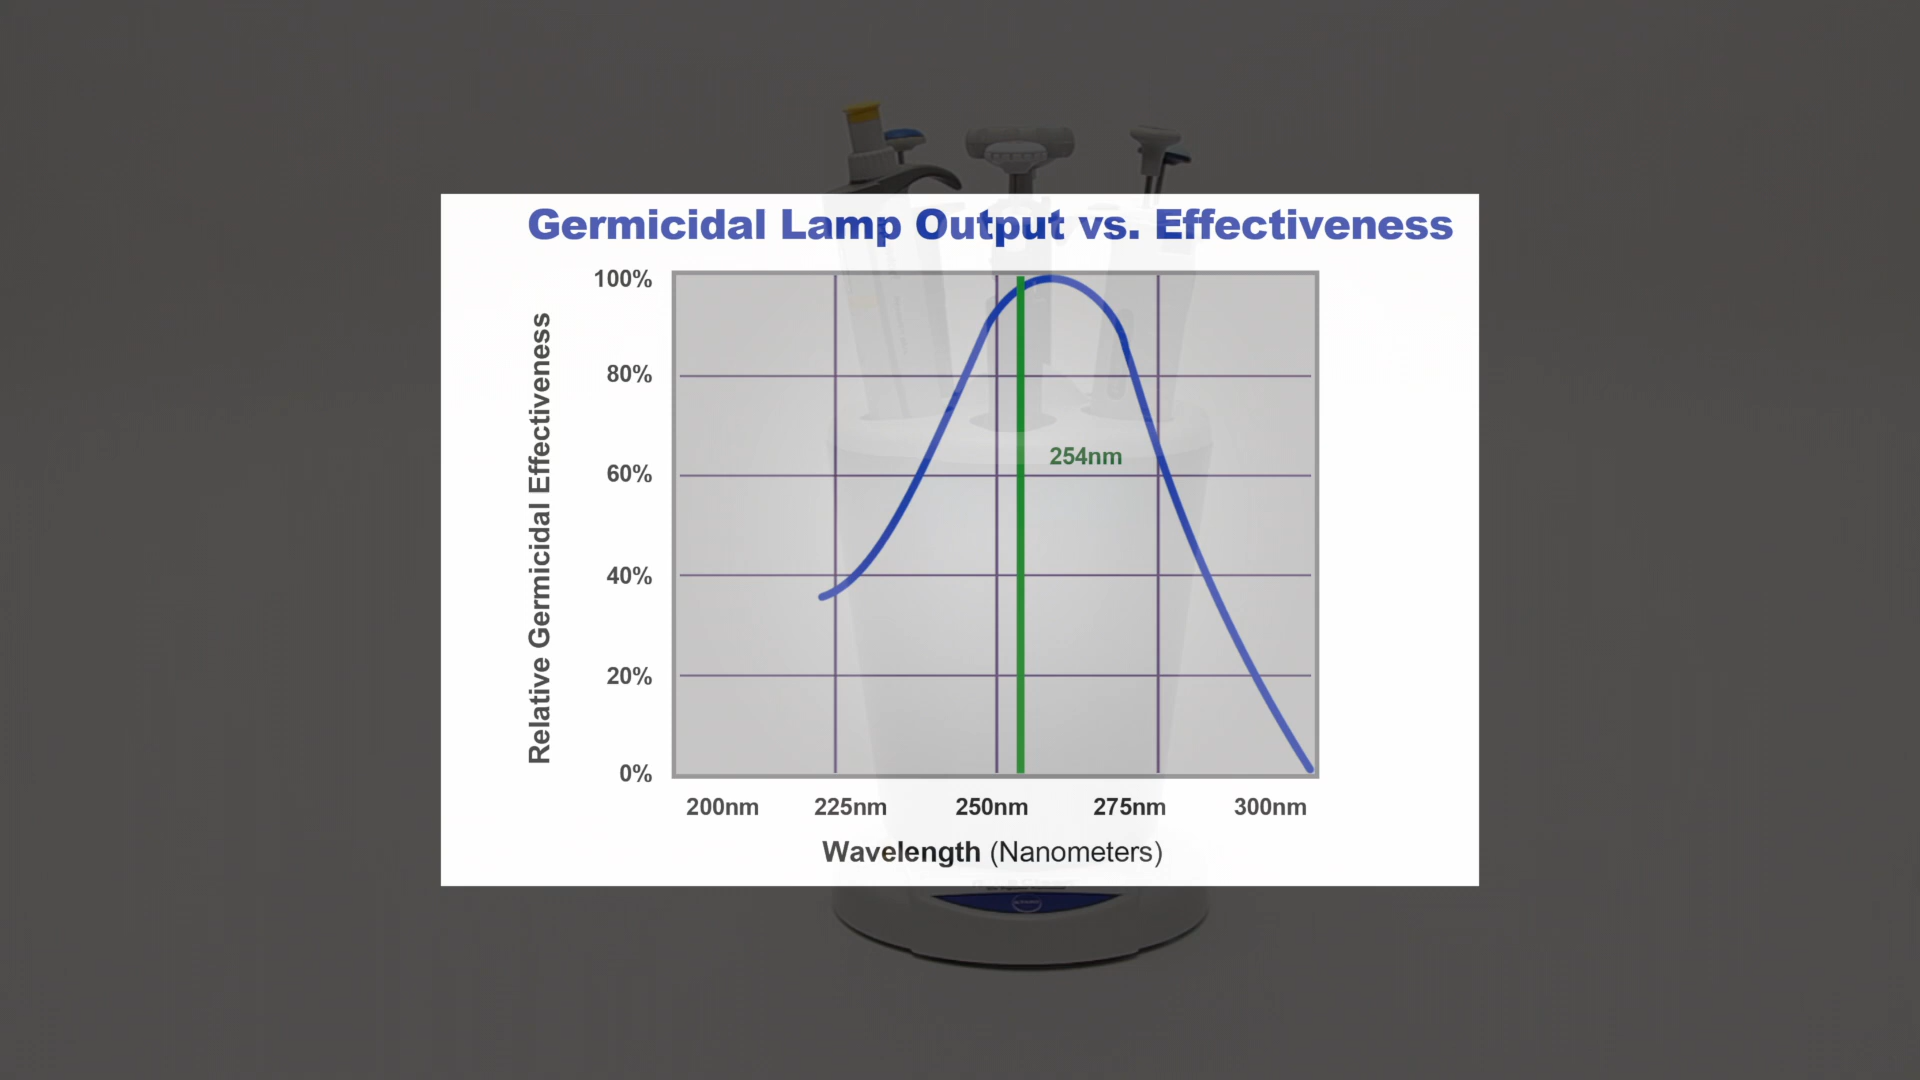 Germicidal Lamp Output vs. Effectiveness
Relative Germicidal Effectiveness
100%
80%
60%
40%
20%
0%
254nm
200nm 225nm 250nm 275nm 300nm
Wavelength (Nanometers)